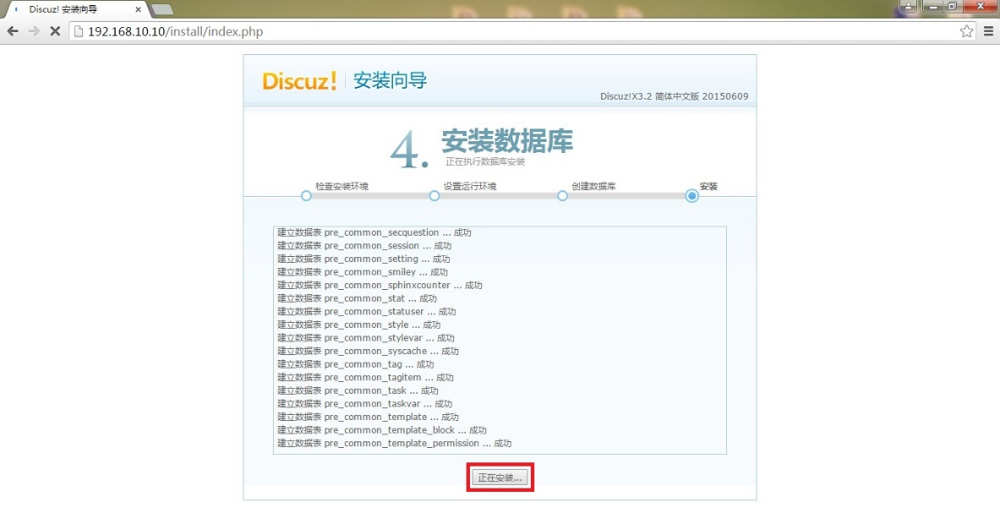 Discuz! 安装向导
192.168.10.10/install/index.php
Discuz! 安装向导
Discuz!X3.2 简体中文版 20150609
4. 安装数据库
正在执行数据库安装
检查安装环境 设置运行环境 创建数据库 安装
建立数据表 pre_common_secquestion ... 成功
建立数据表 pre_common_session ... 成功
建立数据表 pre_common_setting ... 成功
建立数据表 pre_common_smiley ... 成功
建立数据表 pre_common_sphinxcounter ... 成功
建立数据表 pre_common_stat ... 成功
建立数据表 pre_common_statuser ... 成功
建立数据表 pre_common_style ... 成功
建立数据表 pre_common_stylevar ... 成功
建立数据表 pre_common_syscache ... 成功
建立数据表 pre_common_tag ... 成功
建立数据表 pre_common_tagitem ... 成功
建立数据表 pre_common_task ... 成功
建立数据表 pre_common_taskvar ... 成功
建立数据表 pre_common_template ... 成功
建立数据表 pre_common_template_block ... 成功
建立数据表 pre_common_template_permission ... 成功
正在安装...